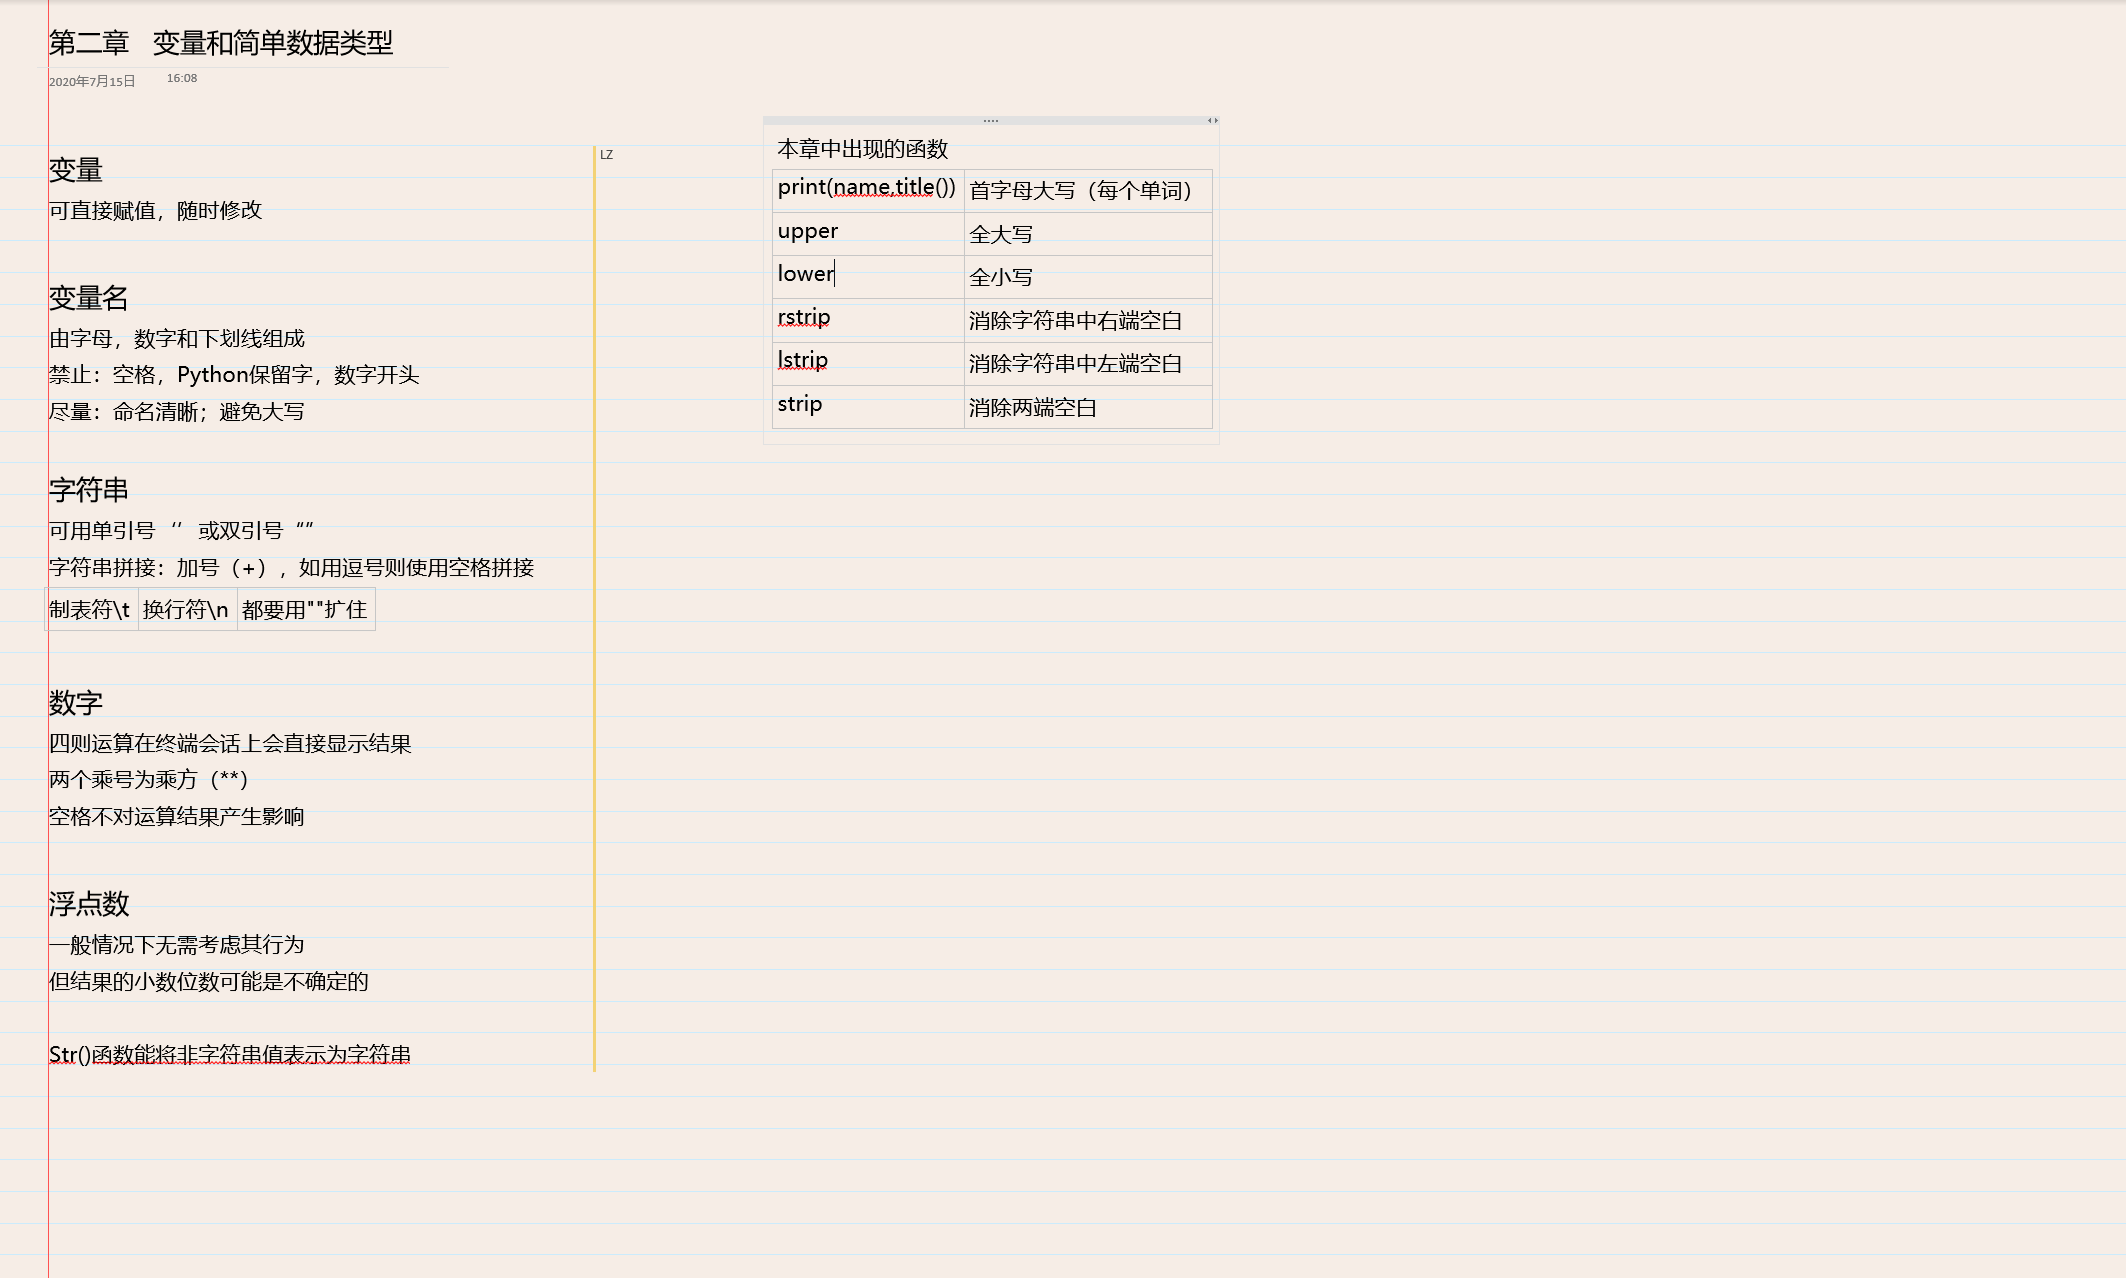 第二章 变量和简单数据类型
2020年7月15日 16:08
变量
可直接赋值，随时修改
变量名
由字母，数字和下划线组成
禁止：空格，Python保留字，数字开头
尽量：命名清晰；避免大写
字符串
可用单引号 ‘’ 或双引号 “”
字符串拼接：加号（+），如用逗号则使用空格拼接
制表符\t 换行符\n 都要用""扩住
数字
四则运算在终端会话上会直接显示结果
两个乘号为乘方（**）
空格不对运算结果产生影响
浮点数
一般情况下无需考虑其行为
但结果的小数位数可能是不确定的
Str()函数能将非字符串值表示为字符串
LZ
本章中出现的函数
print(name,title()) 首字母大写（每个单词）
upper 全大写
lower 全小写
rstrip 消除字符串中右端空白
lstrip 消除字符串中左端空白
strip 消除两端空白